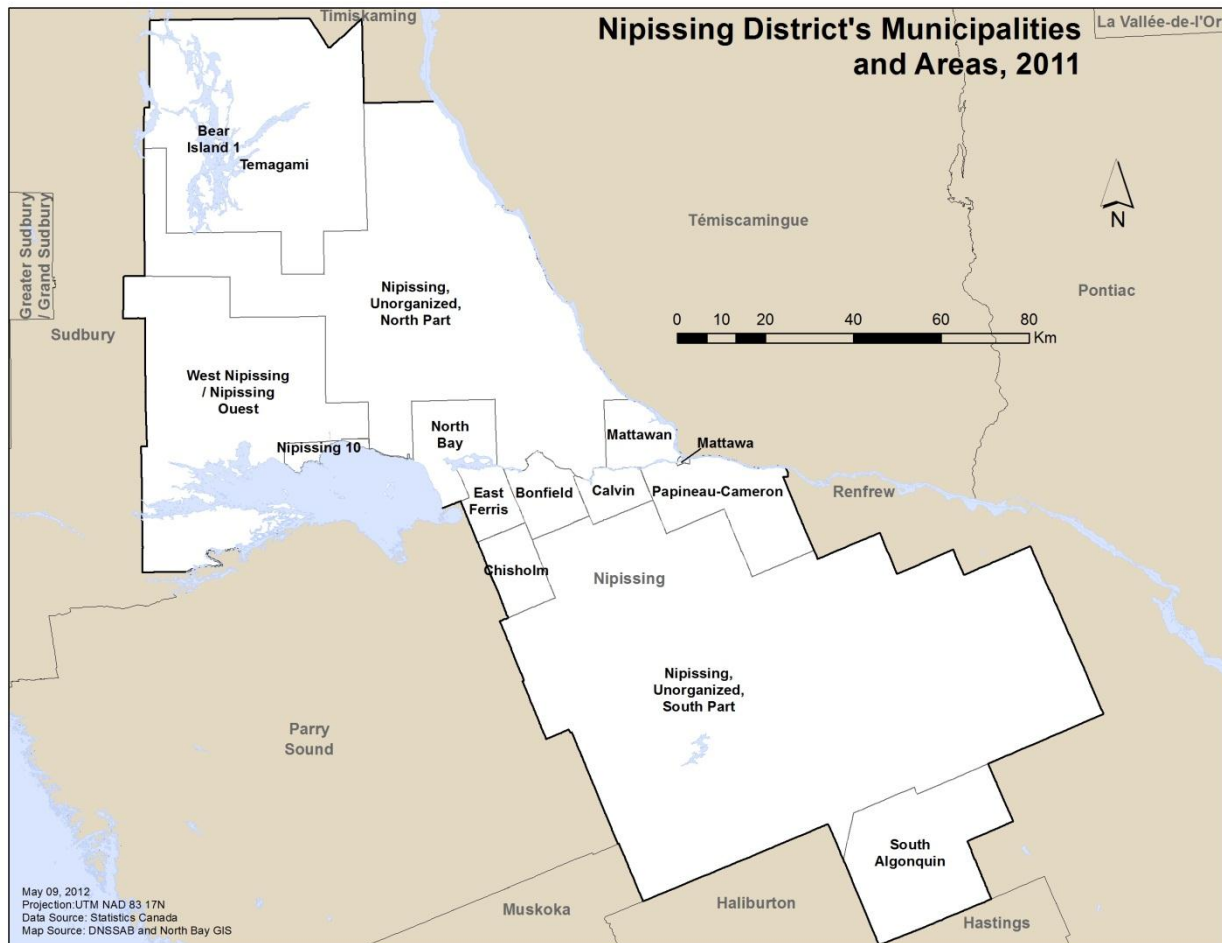 Timiskaming
La Vallée-de-l'Or
Nipissing District's Municipalities
and Areas, 2011
Bear
Island 1
Temagami
Greater Sudbury
/ Grand Sudbury
Témiscamingue
N
Nipissing,
Unorganized,
North Part
Pontiac
Sudbury
0 10 20 40 60 80
Km
West Nipissing
/ Nipissing
Ouest
North
Bay
Mattawan
Mattawa
Nipissing 10
East
Ferris
Bonfield
Calvin
Papineau-Cameron
Renfrew
Chisholm
Nipissing
Nipissing,
Unorganized,
South Part
Parry
Sound
South
Algonquin
May 09, 2012
Projection:UTM NAD 83 17N
Data Source: Statistics Canada
Map Source: DNSSAB and North Bay GIS
Muskoka
Haliburton
Hastings